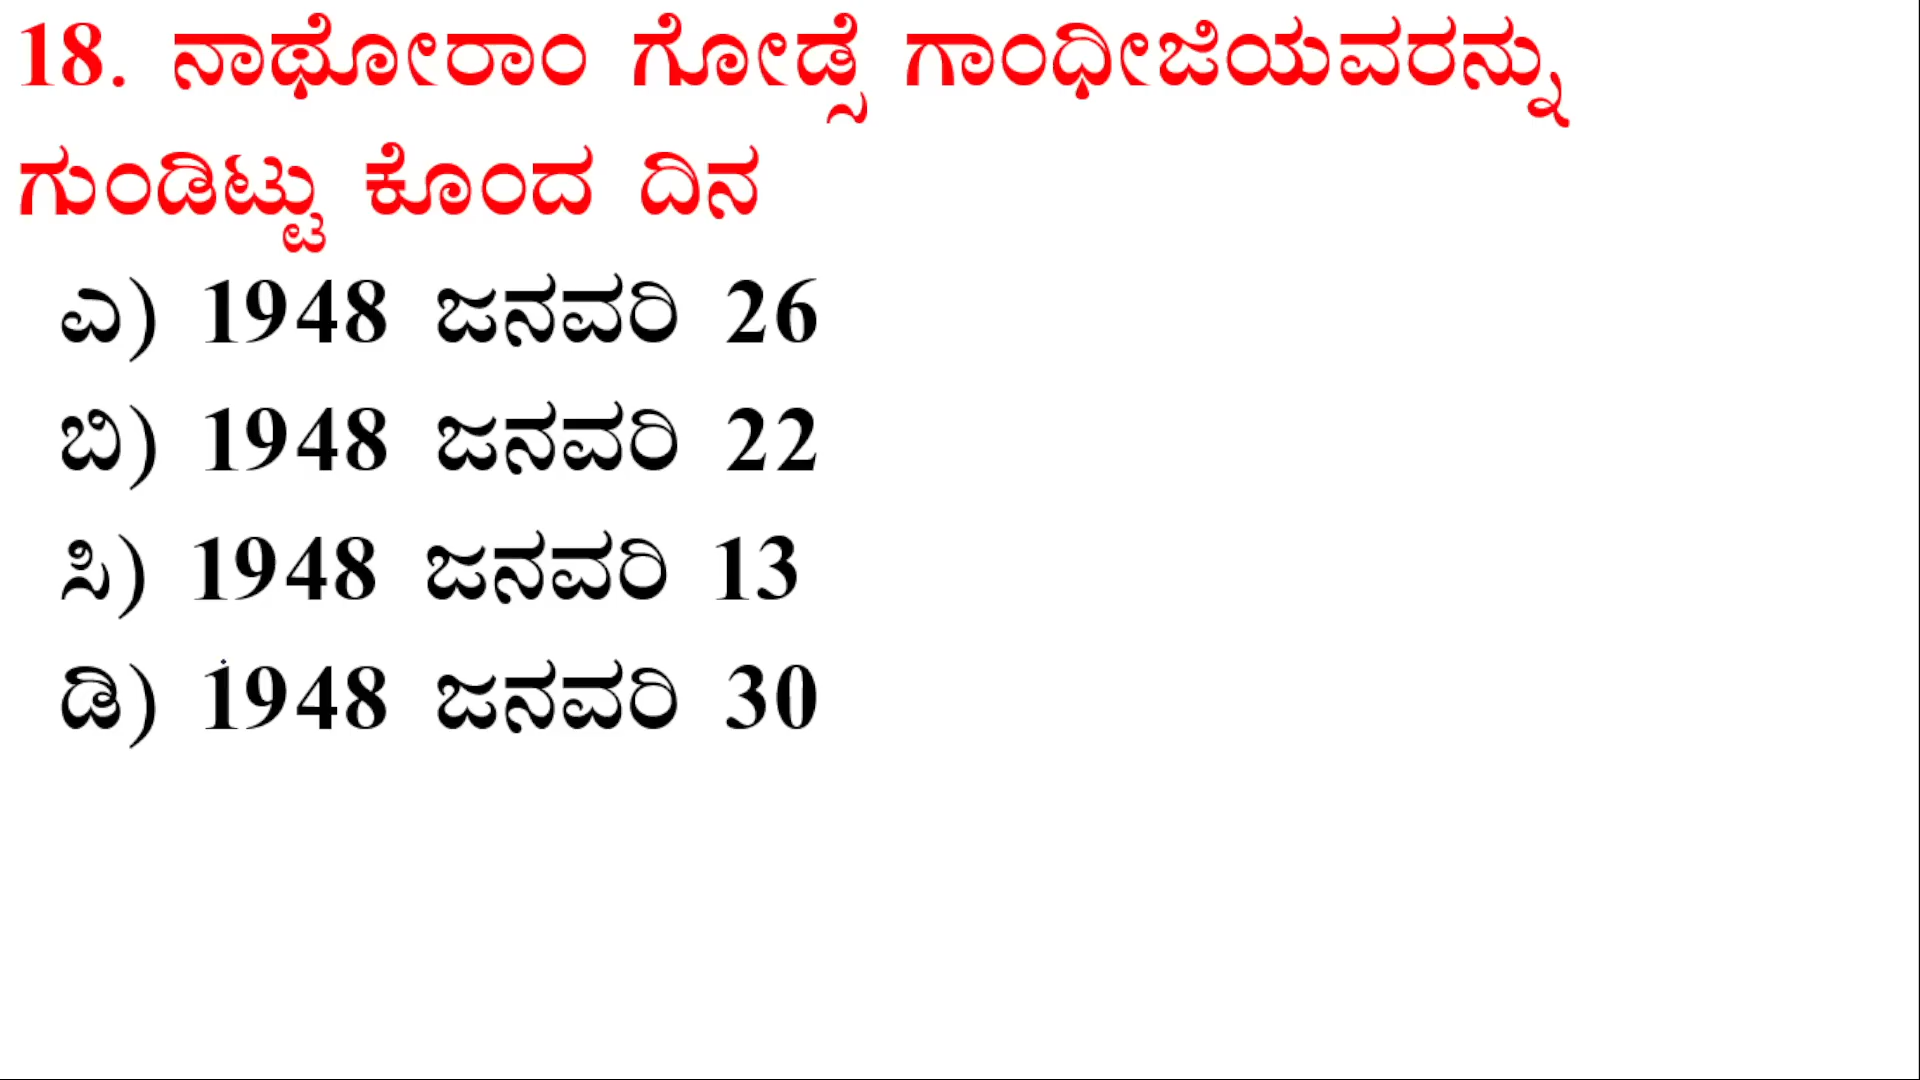 18. ನಾಥೋರಾಂ ಗೋಡ್ಸೆ ಗಾಂಧೀಜಿಯವರನ್ನು
ಗುಂಡಿಟ್ಟು ಕೊಂದ ದಿನ
ಎ) 1948 ಜನವರಿ 26
ಬಿ) 1948 ಜನವರಿ 22
ಸಿ) 1948 ಜನವರಿ 13
ಡಿ) 1948 ಜನವರಿ 30